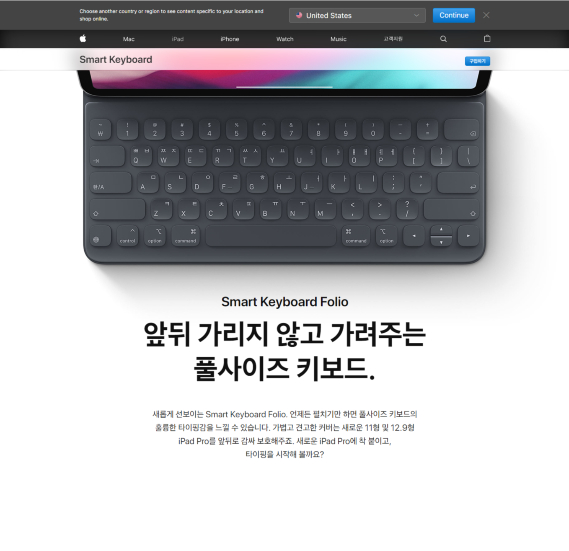 Choose another country or region to see content specific to your location and
shop online.
United States
Continue
Mac
iPad
iPhone
Watch
Music
고객지원
Smart Keyboard
구입하기
control
option
command
command
option
Smart Keyboard Folio
앞뒤 가리지 않고 가려주는
풀사이즈 키보드.
새롭게 선보이는 Smart Keyboard Folio. 언제든 펼치기만 하면 풀사이즈 키보드의
훌륭한 타이핑감을 느낄 수 있습니다. 가볍고 견고한 커버는 새로운 11형 및 12.9형
iPad Pro를 앞뒤로 감싸 보호해주죠. 새로운 iPad Pro에 착 붙이고,
타이핑을 시작해 볼까요?